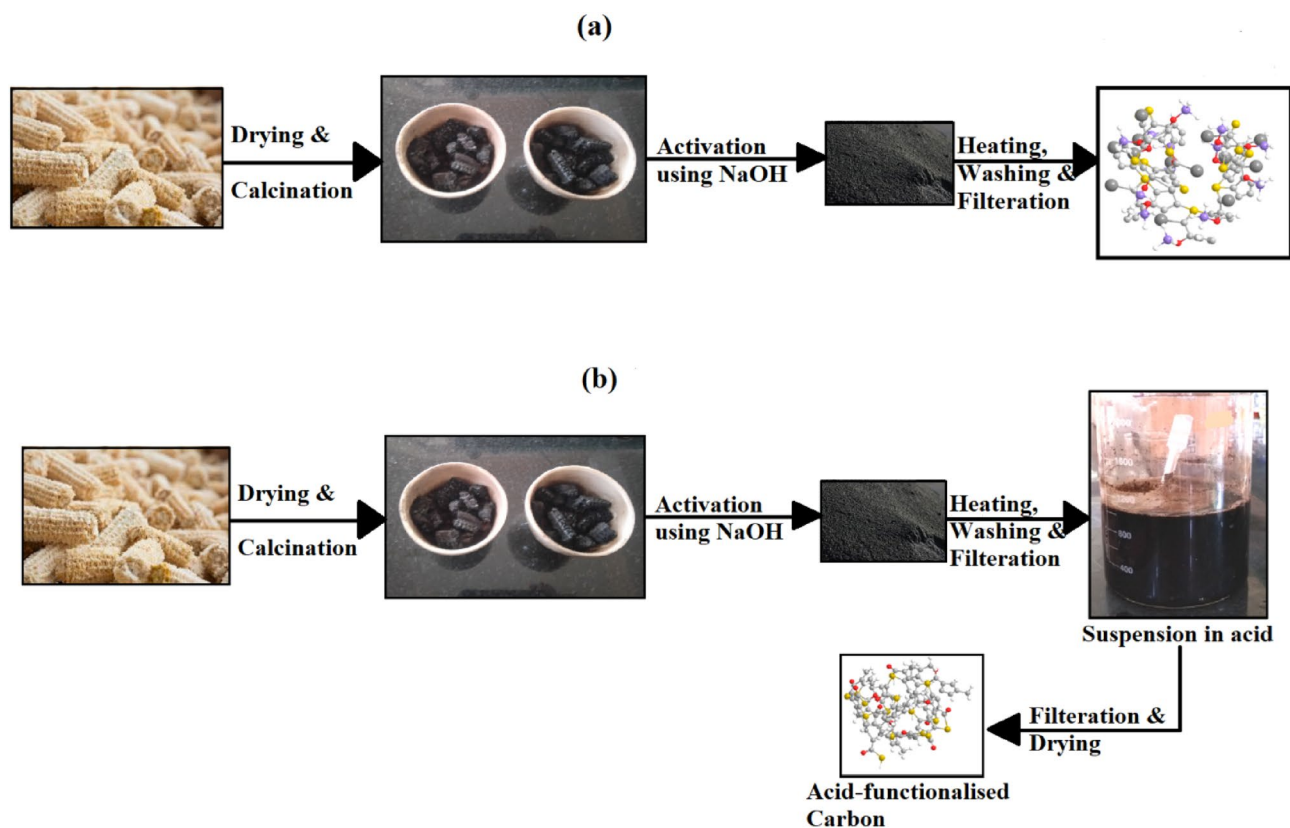 (a)
Drying &
Calcination
Activation
using NaOH
Heating,
Washing &
Filteration
(b)
Drying &
Calcination
Activation
using NaOH
Heating,
Washing &
Filteration
Suspension in acid
Filteration &
Drying
Acid-functionalised
Carbon